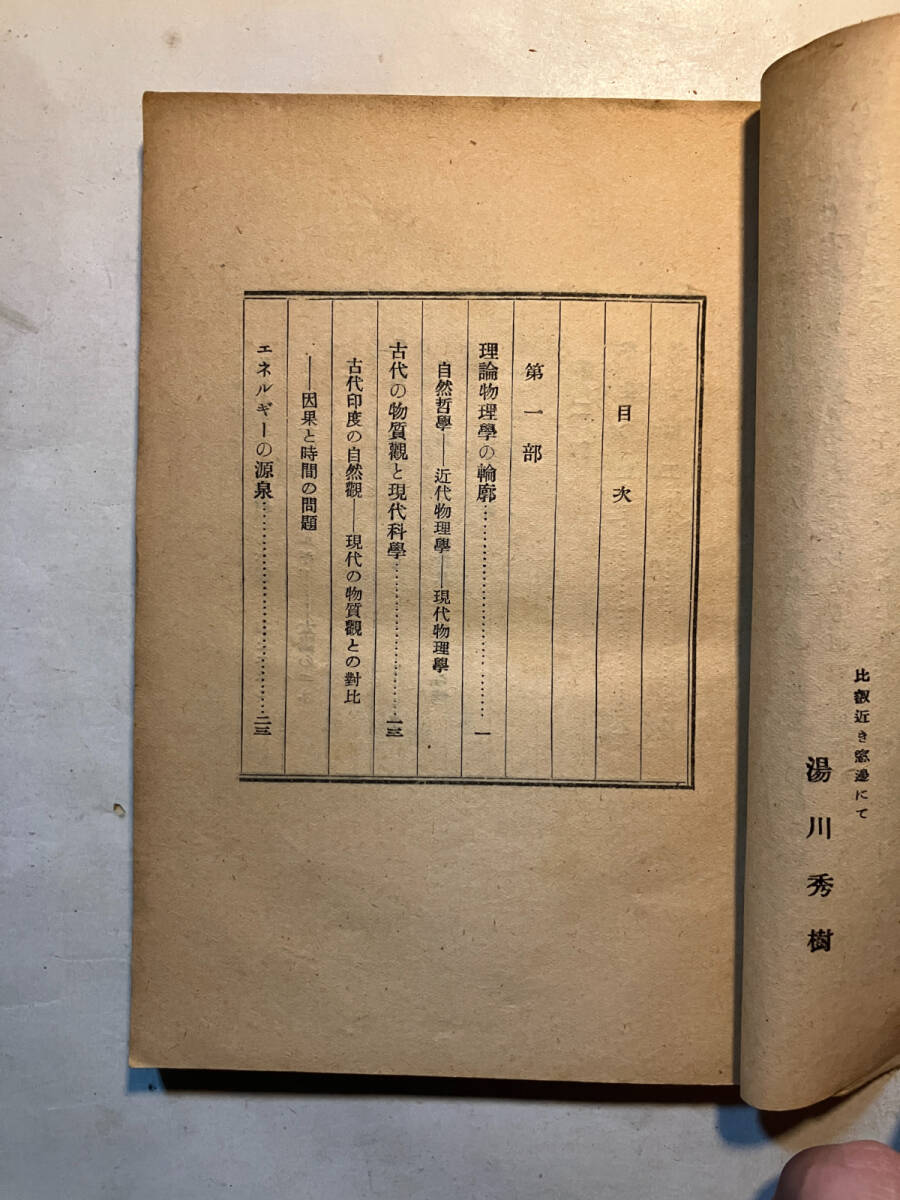 比叡近き窓邊にて
湯川秀樹
目次
第一部
理論物理學の輪廓……………………一
自然哲學——近代物理學——現代物理學
古代の物質觀と現代科學……………………一三
古代印度の自然觀——現代の物質觀との對比
——因果と時間の問題
エネルギーの源泉……………………二三